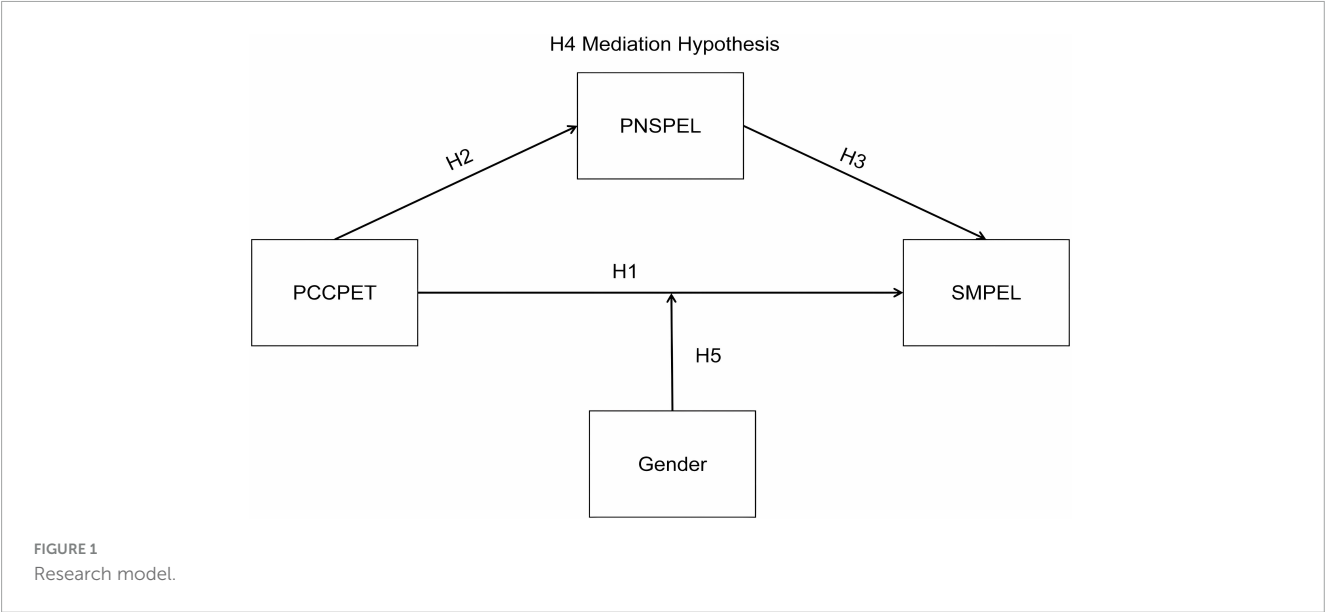 H4 Mediation Hypothesis
PNSPEL
H2
H3
PCCPET
H1
SMPEL
H5
Gender
FIGURE 1
Research model.